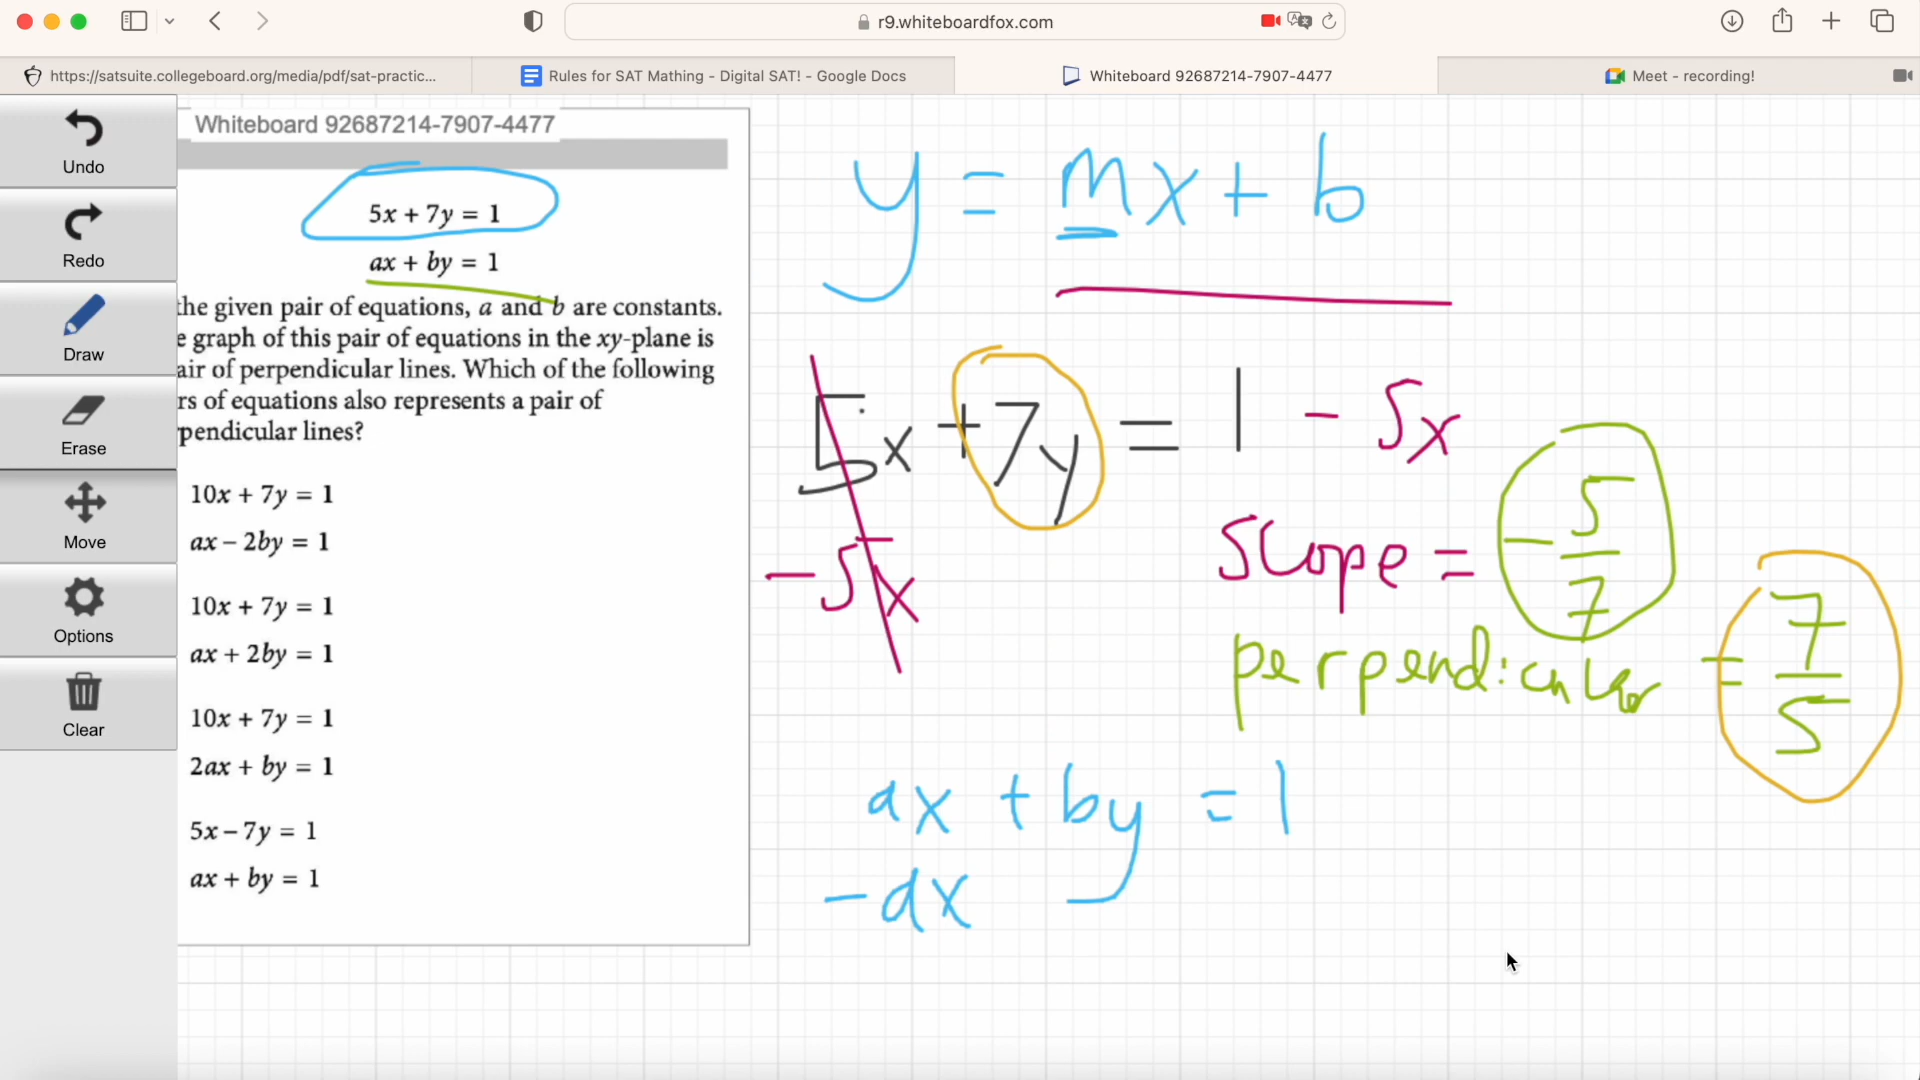 r9.whiteboardfox.com
https://satsuite.collegeboard.org/media/pdf/sat-practic...
Rules for SAT Mathing - Digital SAT! - Google Docs
Whiteboard 92687214-7907-4477
Meet - recording!
Undo
Redo
Draw
Erase
Move
Options
Clear
Whiteboard 92687214-7907-4477
5x + 7y = 1
ax + by = 1
the given pair of equations, a and b are constants.
e graph of this pair of equations in the xy-plane is
air of perpendicular lines. Which of the following
rs of equations also represents a pair of
pendicular lines?
10x + 7y = 1
ax − 2by = 1
10x + 7y = 1
ax + 2by = 1
10x + 7y = 1
2ax + by = 1
5x − 7y = 1
ax + by = 1
y = mx + b
5x + 7y = 1 - 5x
-5x
slope = - 5/7
perpendicular = 7/5
ax + by = 1
-ax